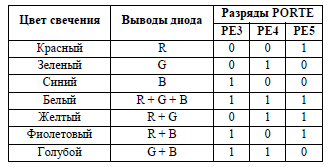 Цвет свечения Выводы диода Разряды PORTE
PE3 PE4 PE5
Красный R 0 0 1
Зеленый G 0 1 0
Синий B 1 0 0
Белый R + G + B 1 1 1
Желтый R + G 0 1 1
Фиолетовый R + B 1 0 1
Голубой G + B 1 1 0